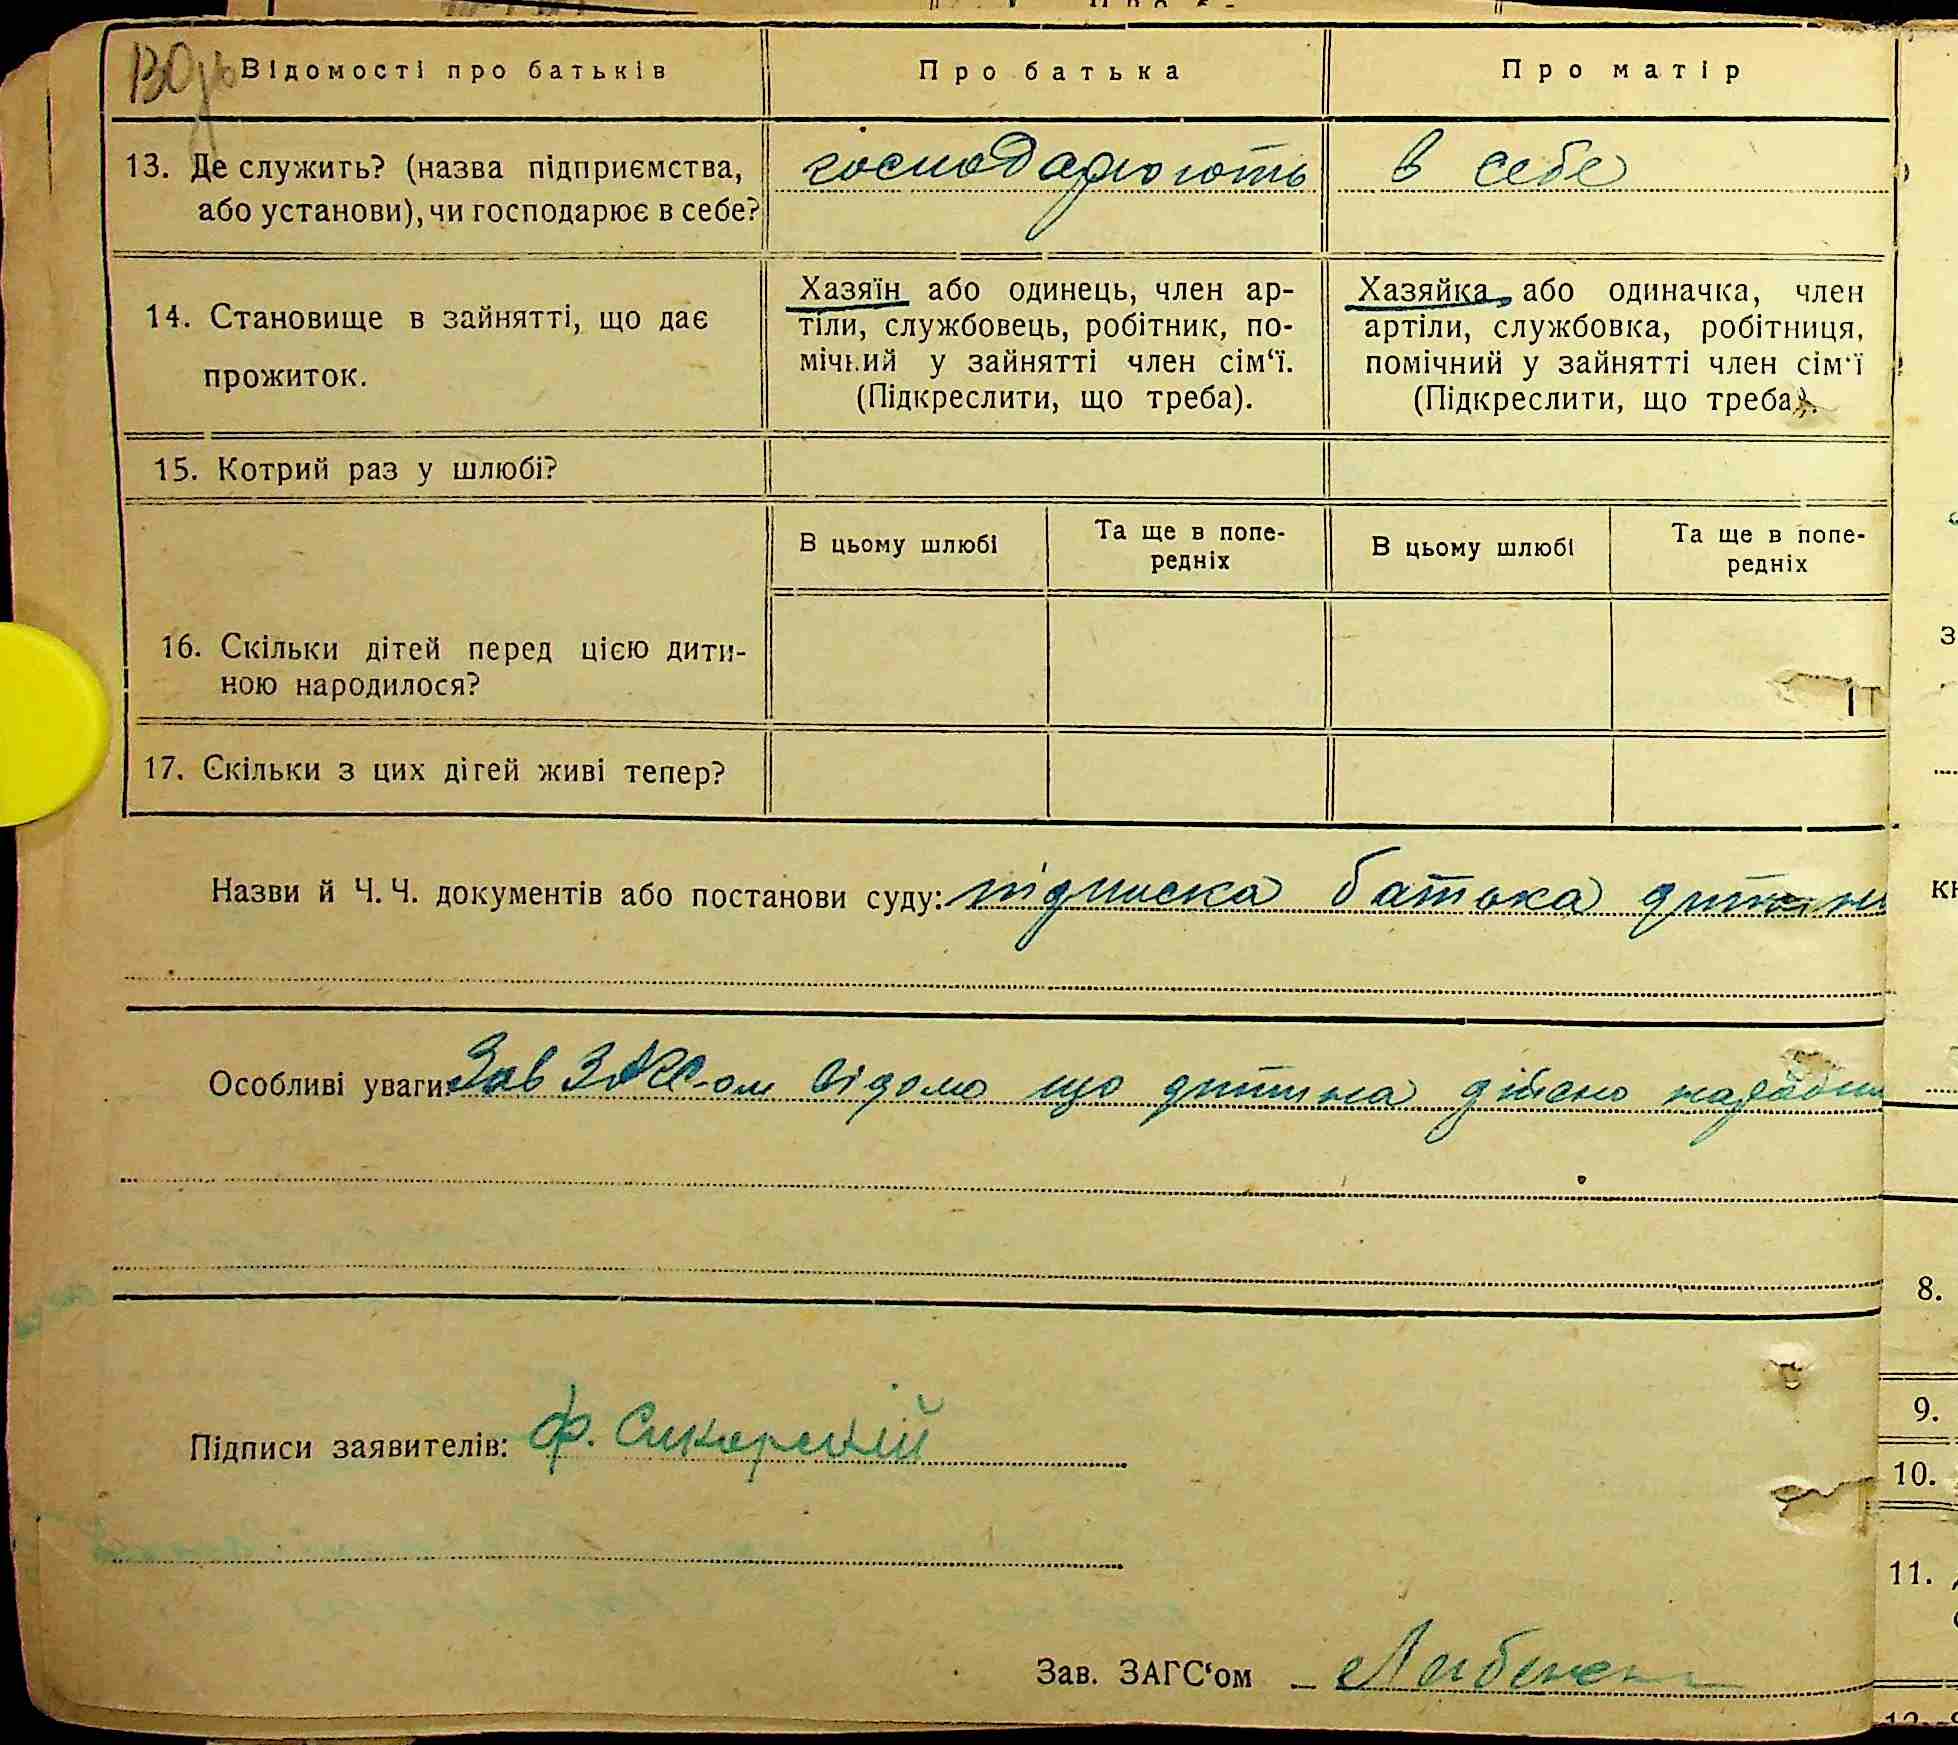 Відомості про батьків Про батька Про матір
13. Де служить? (назва підприємства, господарюють в себе
або установи), чи господарює в себе?
14. Становище в зайнятті, що дає
прожиток.
Хазяїн або одинець, член ар-
тіли, службовець, робітник, по-
мічний у зайнятті член сім‘ї.
(Підкреслити, що треба).
Хазяйка, або одиначка, член
артіли, службовка, робітниця,
помічний у зайнятті член сім‘ї
(Підкреслити, що треба).
15. Котрий раз у шлюбі?
В цьому шлюбі
Та ще в попе-
редніх
В цьому шлюбі
Та ще в попе-
редніх
16. Скільки дітей перед цією дити-
ною народилося?
17. Скільки з цих дітей живі тепер?
Назви й Ч. Ч. документів або постанови суду: підписка батька дитини
Особливі уваги: Зав ЗАГС-ом відомо що дитина дійсно
Підписи заявителів: Ф. Сикорский
Зав. ЗАГС‘ом
8.
9.
10.
11.